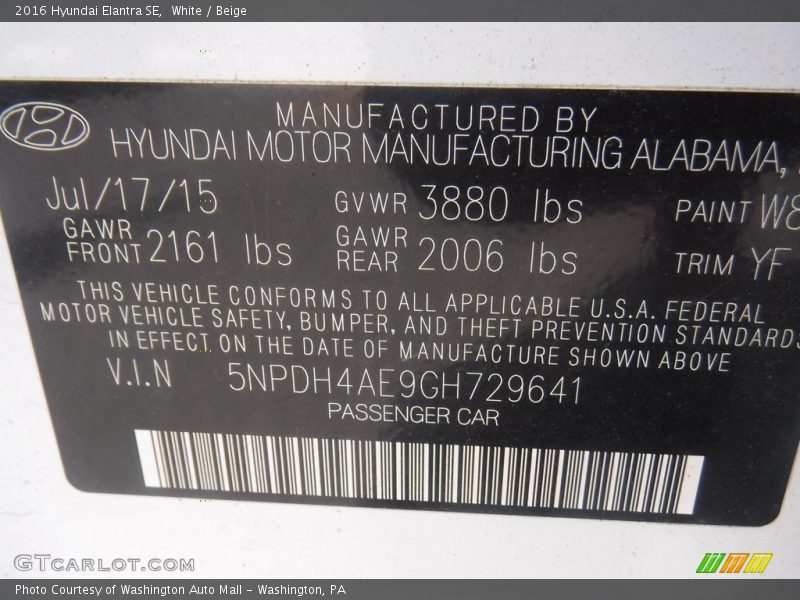 2016 Hyundai Elantra SE, White / Beige
MANUFACTURED BY
HYUNDAI MOTOR MANUFACTURING ALABAMA,
Jul/17/15 GVWR 3880 lbs PAINT W8
GAWR FRONT 2161 lbs GAWR REAR 2006 lbs TRIM YF
THIS VEHICLE CONFORMS TO ALL APPLICABLE U.S.A. FEDERAL
MOTOR VEHICLE SAFETY, BUMPER, AND THEFT PREVENTION STANDARDS
IN EFFECT ON THE DATE OF MANUFACTURE SHOWN ABOVE
V.I.N 5NPDH4AE9GH729641
PASSENGER CAR
GTCARLOT.COM
Photo Courtesy of Washington Auto Mall - Washington, PA